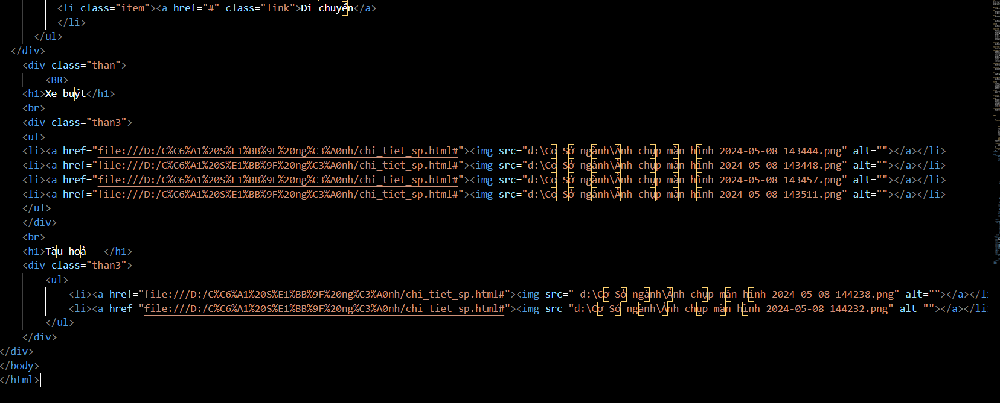 <li class="item"><a href="#" class="link">Di chuyển</a>
</li>
</ul>
</div>
<div class="than">
<BR>
<h1>Xe buýt</h1>
<br>
<div class="than3">
<ul>
<li><a href="file:///D:/C%C6%A1%20S%E1%BB%9F%20ng%C3%A0nh/chi_tiet_sp.html#"><img src="d:\Cơ Sở ngành\Ảnh chụp màn hình 2024-05-08 143444.png" alt=""></a></li>
<li><a href="file:///D:/C%C6%A1%20S%E1%BB%9F%20ng%C3%A0nh/chi_tiet_sp.html#"><img src="d:\Cơ Sở ngành\Ảnh chụp màn hình 2024-05-08 143448.png" alt=""></a></li>
<li><a href="file:///D:/C%C6%A1%20S%E1%BB%9F%20ng%C3%A0nh/chi_tiet_sp.html#"><img src="d:\Cơ Sở ngành\Ảnh chụp màn hình 2024-05-08 143457.png" alt=""></a></li>
<li><a href="file:///D:/C%C6%A1%20S%E1%BB%9F%20ng%C3%A0nh/chi_tiet_sp.html#"><img src="d:\Cơ Sở ngành\Ảnh chụp màn hình 2024-05-08 143511.png" alt=""></a></li>
</ul>
</div>
<br>
<h1>Tàu hoả   </h1>
<div class="than3">
<ul>
<li><a href="file:///D:/C%C6%A1%20S%E1%BB%9F%20ng%C3%A0nh/chi_tiet_sp.html#"><img src=" d:\Cơ Sở ngành\Ảnh chụp màn hình 2024-05-08 144238.png" alt=""></a></l
<li><a href="file:///D:/C%C6%A1%20S%E1%BB%9F%20ng%C3%A0nh/chi_tiet_sp.html#"><img src="d:\Cơ Sở ngành\Ảnh chụp màn hình 2024-05-08 144232.png" alt=""></a></li
</ul>
</div>
</div>
</body>
</html>